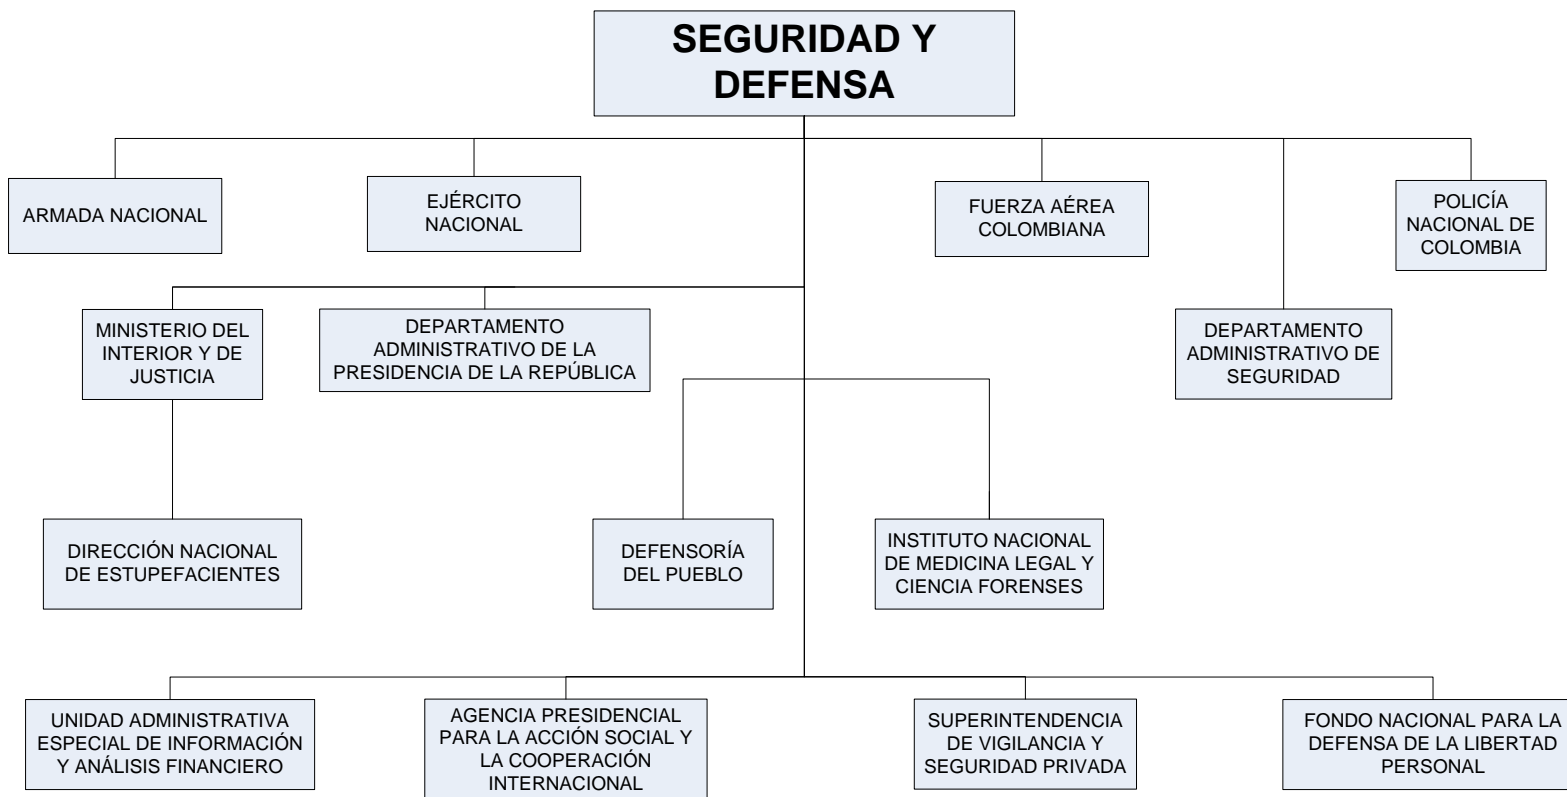 SEGURIDAD Y
DEFENSA
ARMADA NACIONAL
EJÉRCITO
NACIONAL
FUERZA AÉREA
COLOMBIANA
POLICÍA
NACIONAL DE
COLOMBIA
MINISTERIO DEL
INTERIOR Y DE
JUSTICIA
DEPARTAMENTO
ADMINISTRATIVO DE LA
PRESIDENCIA DE LA REPÚBLICA
DEPARTAMENTO
ADMINISTRATIVO DE
SEGURIDAD
DIRECCIÓN NACIONAL
DE ESTUPEFACIENTES
DEFENSORÍA
DEL PUEBLO
INSTITUTO NACIONAL
DE MEDICINA LEGAL Y
CIENCIA FORENSES
UNIDAD ADMINISTRATIVA
ESPECIAL DE INFORMACIÓN
Y ANÁLISIS FINANCIERO
AGENCIA PRESIDENCIAL
PARA LA ACCIÓN SOCIAL Y
LA COOPERACIÓN
INTERNACIONAL
SUPERINTENDENCIA
DE VIGILANCIA Y
SEGURIDAD PRIVADA
FONDO NACIONAL PARA LA
DEFENSA DE LA LIBERTAD
PERSONAL